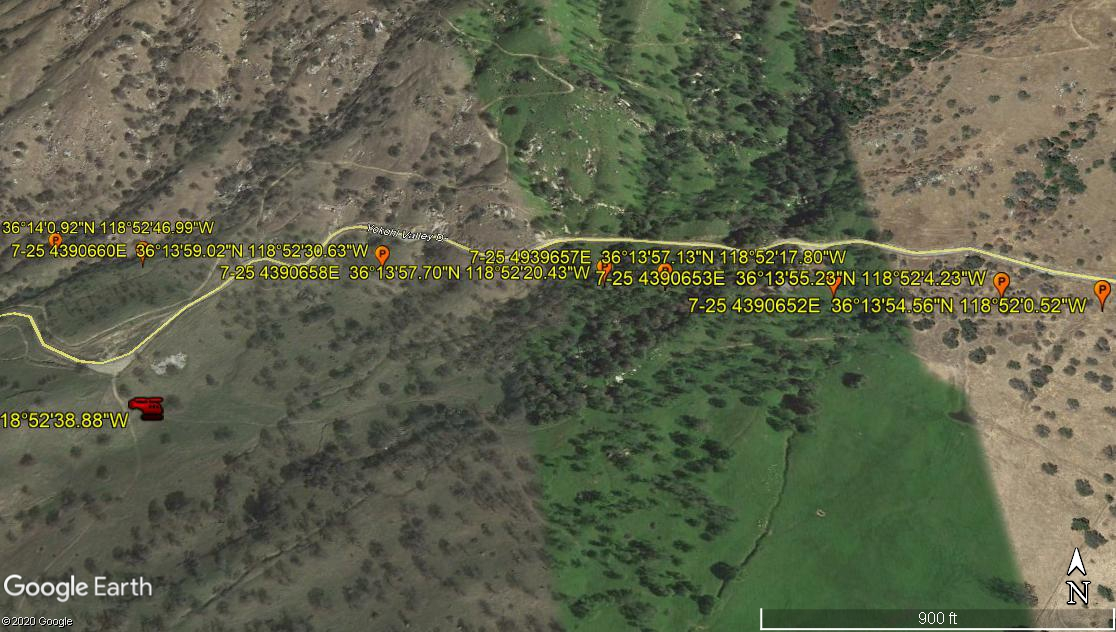 36°14'0.92"N 118°52'46.99"W
Yokohl Valley D
7-25 4390660E 36°13'59.02"N 118°52'30.63"W
7-25 4939657E 36°13'57.13"N 118°52'17.80"W
7-25 4390658E 36°13'57.70"N 118°52'20.43"W
7-25 4390653E 36°13'55.23"N 118°52'4.23"W
7-25 4390652E 36°13'54.56"N 118°52'0.52"W
18°52'38.88"W
P
P
P
P
Google Earth
©2020 Google
N
900 ft